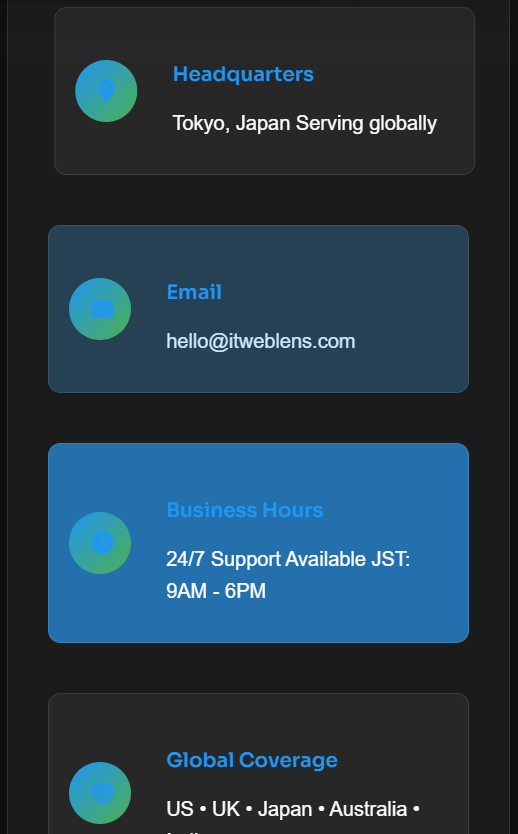 Headquarters
Tokyo, Japan Serving globally
Email
hello@itweblens.com
Business Hours
24/7 Support Available JST:
9AM - 6PM
Global Coverage
US • UK • Japan • Australia •